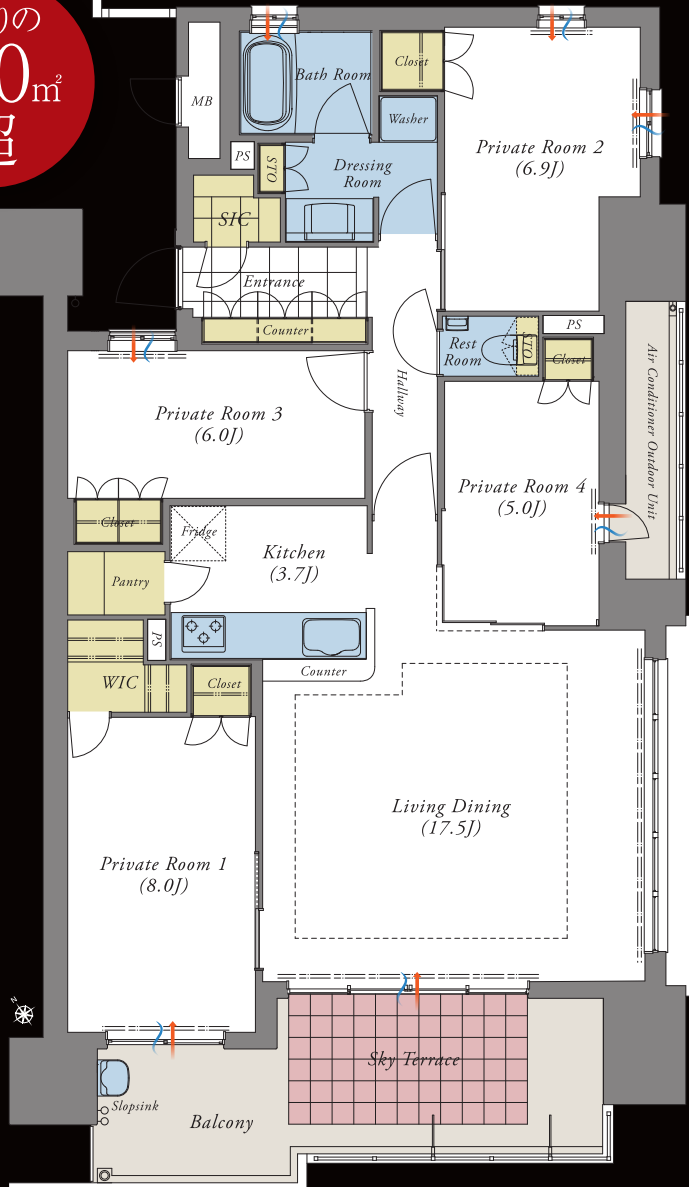 りの
0㎡
Bath Room
Closet
MB
Washer
PS
STO
Dressing
Room
Private Room 2
(6.9J)
SIC
Entrance
Counter
Rest
Room
STO
PS
Closet
Hallway
Air Conditioner Outdoor Unit
Private Room 3
(6.0J)
Private Room 4
(5.0J)
Closet
Fridge
Kitchen
(3.7J)
Pantry
PS
Counter
WIC
Closet
Living Dining
(17.5J)
Private Room 1
(8.0J)
N
Sky Terrace
Slopsink
Balcony